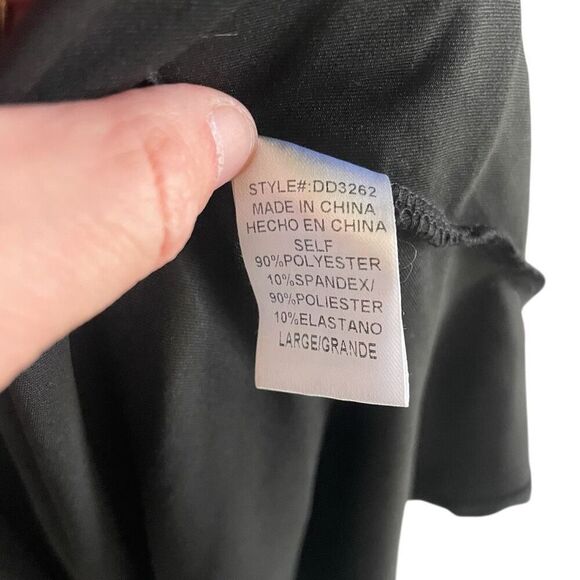 STYLE#:DD3262
MADE IN CHINA
HECHO EN CHINA
SELF
90%POLYESTER
10%SPANDEX/
90%POLIESTER
10%ELASTANO
LARGE/GRANDE